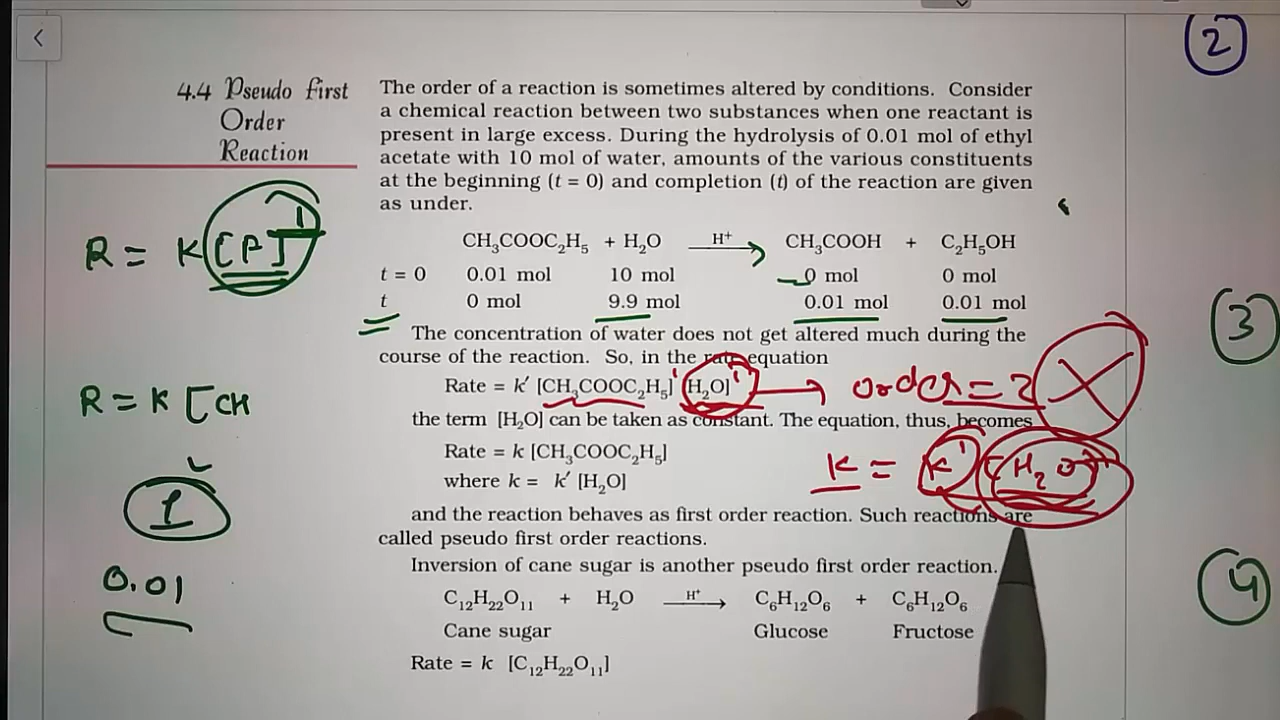 2
4.4 Pseudo First
Order
Reaction
The order of a reaction is sometimes altered by conditions. Consider
a chemical reaction between two substances when one reactant is
present in large excess. During the hydrolysis of 0.01 mol of ethyl
acetate with 10 mol of water, amounts of the various constituents
at the beginning (t = 0) and completion (t) of the reaction are given
as under.
R = K[P]¹
CH₃COOC₂H₅ + H₂O H⁺ → CH₃COOH + C₂H₅OH
t = 0 0.01 mol 10 mol 0 mol 0 mol
t 0 mol 9.9 mol 0.01 mol 0.01 mol
3
The concentration of water does not get altered much during the
course of the reaction. So, in the rate equation
Rate = k′ [CH₃COOC₂H₅]¹ [H₂O]¹ → order = 2
R = K [CH
the term [H₂O] can be taken as constant. The equation, thus, becomes
Rate = k [CH₃COOC₂H₅]
K = K' [H₂O]
where k = k′ [H₂O]
1
and the reaction behaves as first order reaction. Such reactions are
called pseudo first order reactions.
0.01
4
Inversion of cane sugar is another pseudo first order reaction.
C₁₂H₂₂O₁₁ + H₂O H⁺ → C₆H₁₂O₆ + C₆H₁₂O₆
Cane sugar Glucose Fructose
Rate = k [C₁₂H₂₂O₁₁]